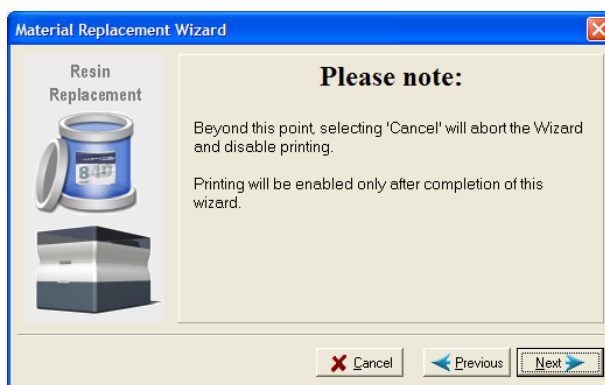 Material Replacement Wizard
Resin
Replacement
840
Please note:
Beyond this point, selecting 'Cancel' will abort the Wizard
and disable printing.
Printing will be enabled only after completion of this
wizard.
Cancel
Previous
Next